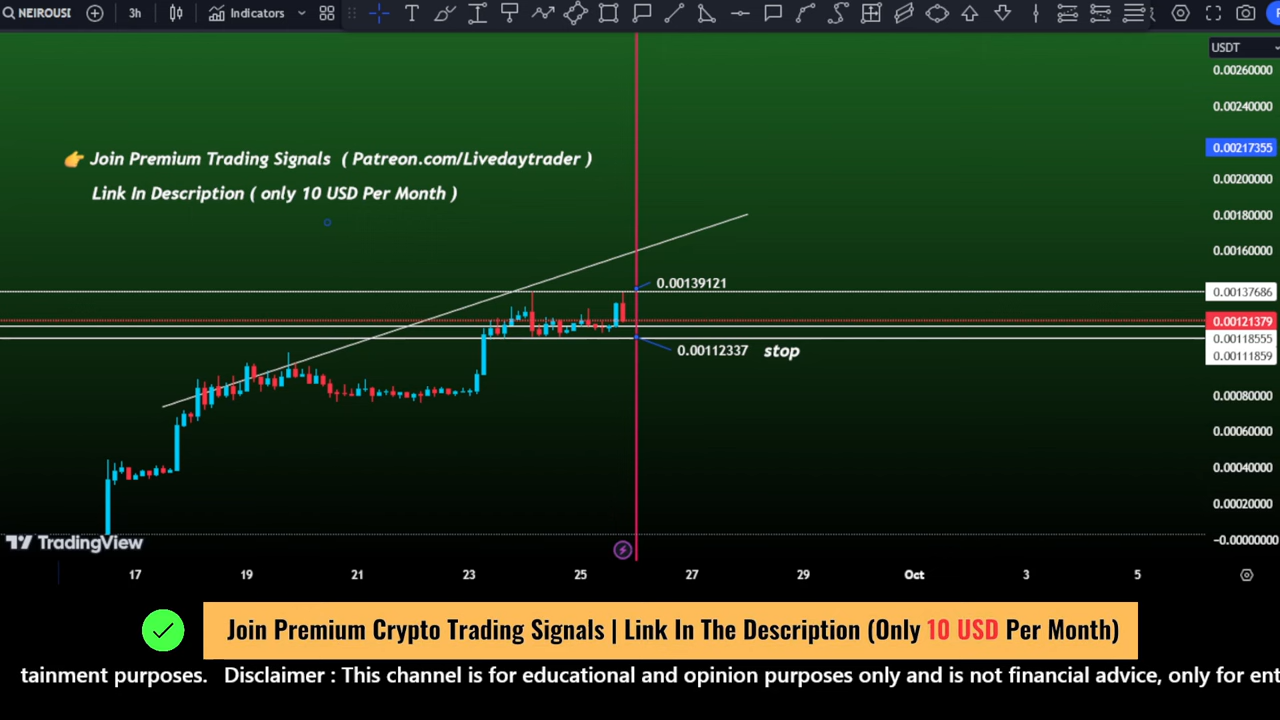 NEIROUSI
3h
Indicators
USDT
0.00260000
0.00240000
👉 Join Premium Trading Signals ( Patreon.com/Livedaytrader )
0.00217355
0.00200000
Link In Description ( only 10 USD Per Month )
0.00180000
0.00160000
0.00139121
0.00137686
0.00121379
0.00118555
0.00112337 stop
0.00111859
0.00080000
0.00060000
0.00040000
0.00020000
−0.00000000
TradingView
17 19 21 23 25 27 29 Oct 3 5
Join Premium Crypto Trading Signals | Link In The Description (Only 10 USD Per Month)
tainment purposes. Disclaimer : This channel is for educational and opinion purposes only and is not financial advice, only for ent